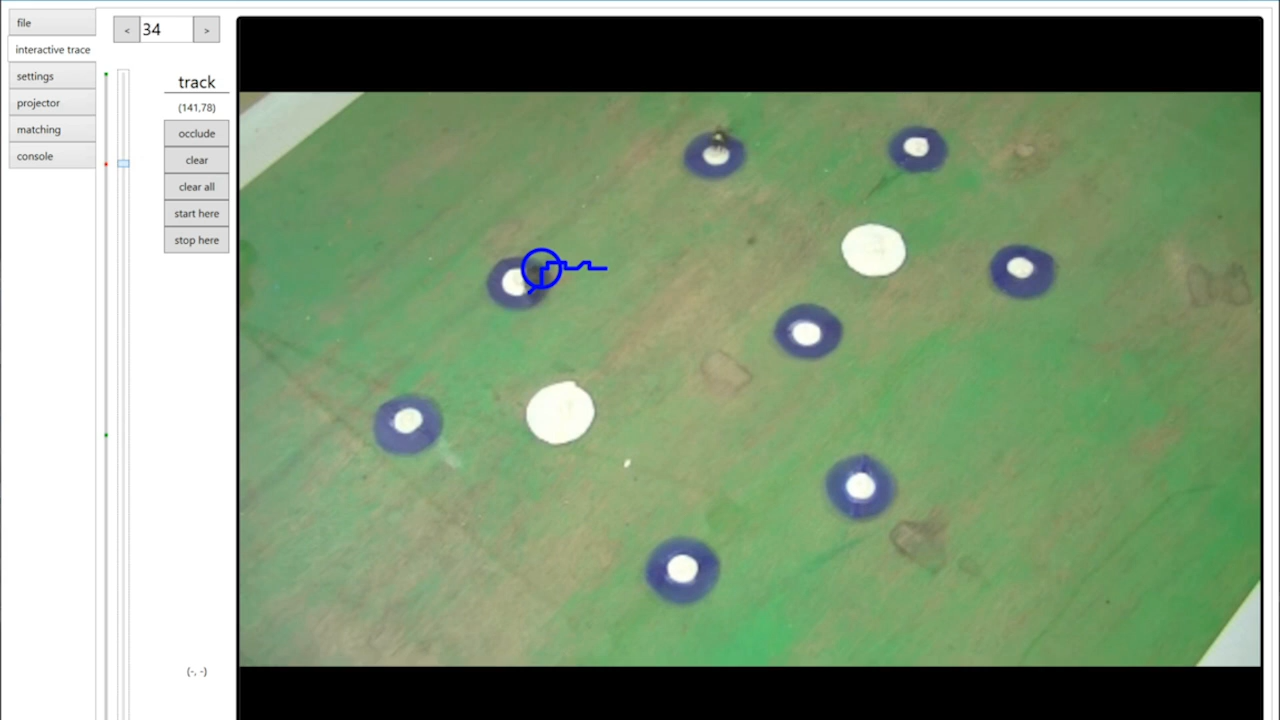 file
interactive trace
settings
projector
matching
console
< 34 >
track
(141,78)
occlude
clear
clear all
start here
stop here
(-, -)